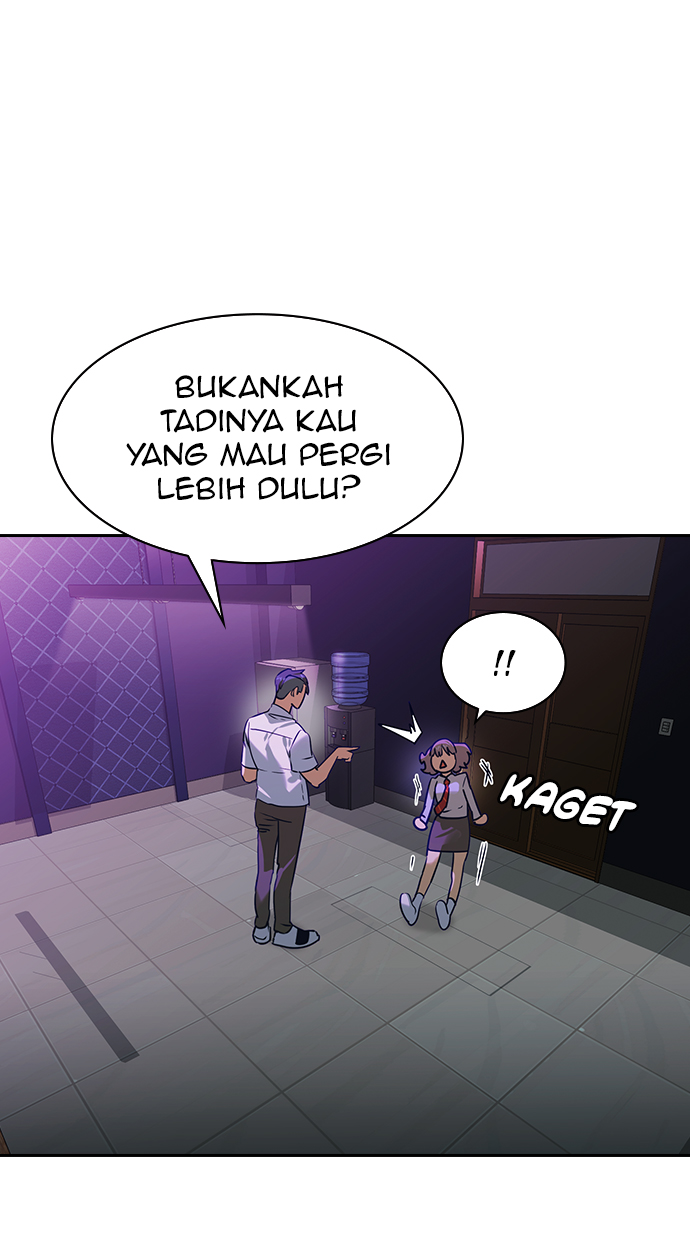 BUKANKAH
TADINYA KAU
YANG MAU PERGI
LEBIH DULU?
!!
KAGET